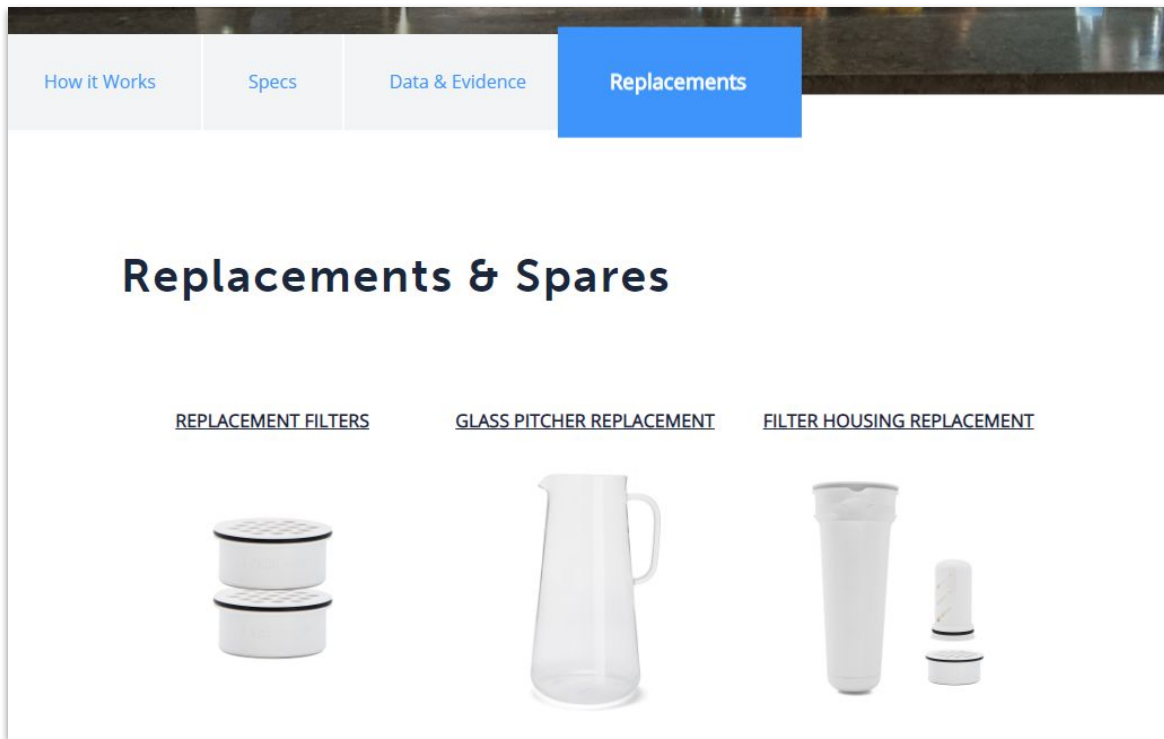 How it Works
Specs
Data & Evidence
Replacements
Replacements & Spares
REPLACEMENT FILTERS
GLASS PITCHER REPLACEMENT
FILTER HOUSING REPLACEMENT